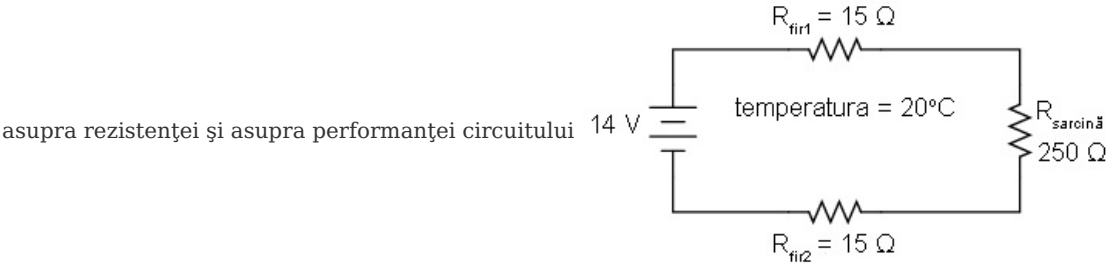 R_fir1 = 15 Ω
temperatura = 20°C
asupra rezistenţei şi asupra performanţei circuitului
14 V
R_sarcină
250 Ω
R_fir2 = 15 Ω